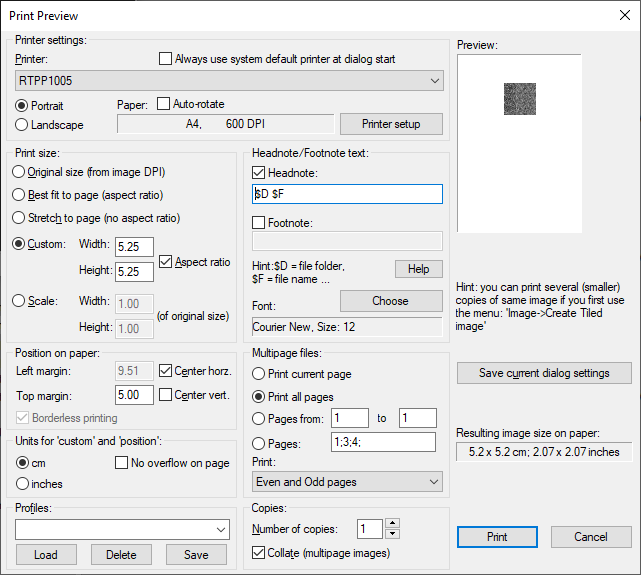 Print Preview
Printer settings:
Printer:
Always use system default printer at dialog start
RTPP1005
Portrait
Landscape
Paper:
Auto-rotate
A4, 600 DPI
Printer setup
Print size:
Original size (from image DPI)
Best fit to page (aspect ratio)
Stretch to page (no aspect ratio)
Custom:
Width:
5.25
Height:
5.25
Aspect ratio
Scale:
Width:
1.00
Height:
1.00
(of original size)
Position on paper:
Left margin:
9.51
Center horz.
Top margin:
5.00
Center vert.
Borderless printing
Units for 'custom' and 'position':
cm
No overflow on page
inches
Profiles:
Load
Delete
Save
Headnote/Footnote text:
Headnote:
$D $F
Footnote:
Hint:$D = file folder,
$F = file name ...
Help
Font:
Choose
Courier New, Size: 12
Multipage files:
Print current page
Print all pages
Pages from:
1
to
1
Pages:
1;3;4;
Print:
Even and Odd pages
Copies:
Number of copies:
1
Collate (multipage images)
Preview:
Hint: you can print several (smaller)
copies of same image if you first use
the menu: 'Image->Create Tiled
image'
Save current dialog settings
Resulting image size on paper:
5.2 x 5.2 cm; 2.07 x 2.07 inches
Print
Cancel